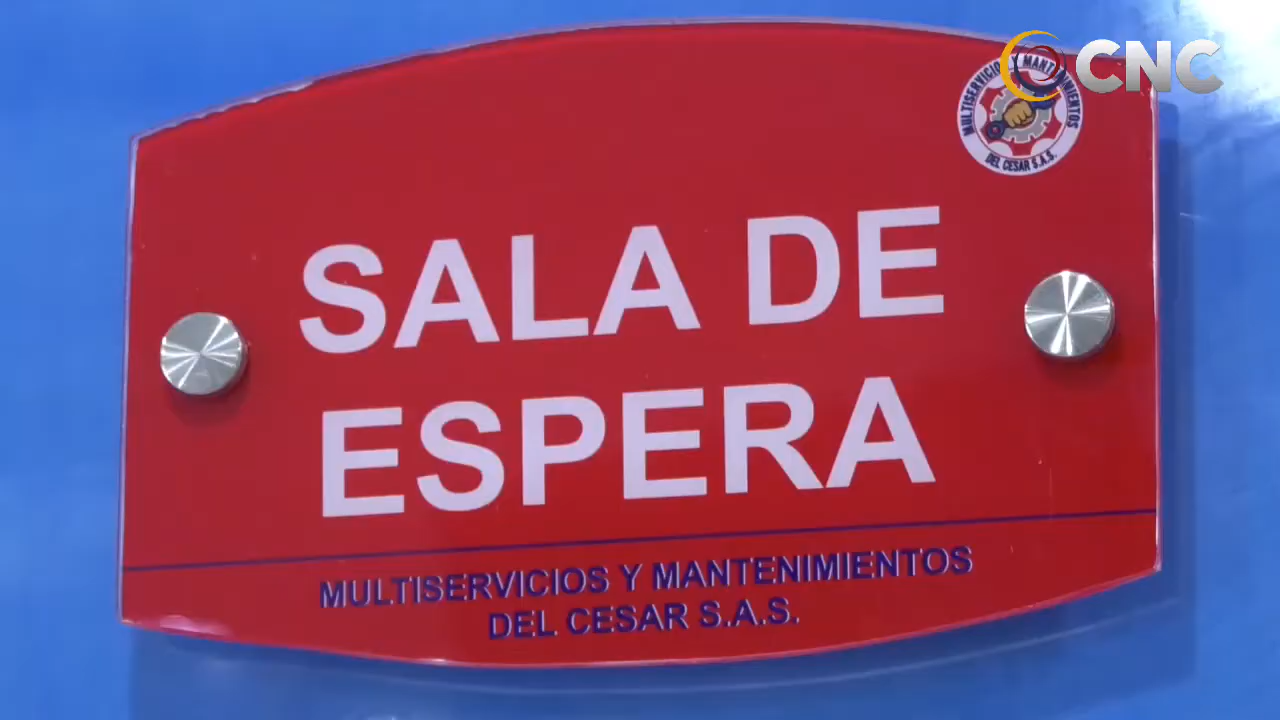 CNC
MULTISERVICIOS Y MANTENIMIENTOS
DEL CESAR S.A.S.
SALA DE
ESPERA
MULTISERVICIOS Y MANTENIMIENTOS
DEL CESAR S.A.S.